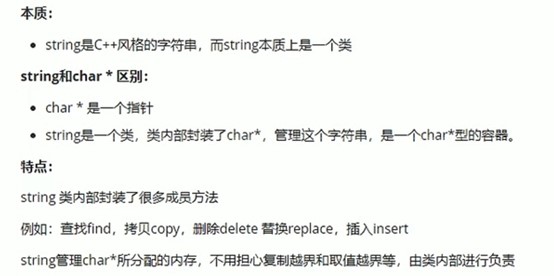 本质：
• string是C++风格的字符串，而string本质上是一个类
string和char * 区别：
• char * 是一个指针
• string是一个类，类内部封装了char*，管理这个字符串，是一个char*型的容器。
特点：
string 类内部封装了很多成员方法
例如：查找find，拷贝copy，删除delete 替换replace，插入insert
string管理char*所分配的内存，不用担心复制越界和取值越界等，由类内部进行负责